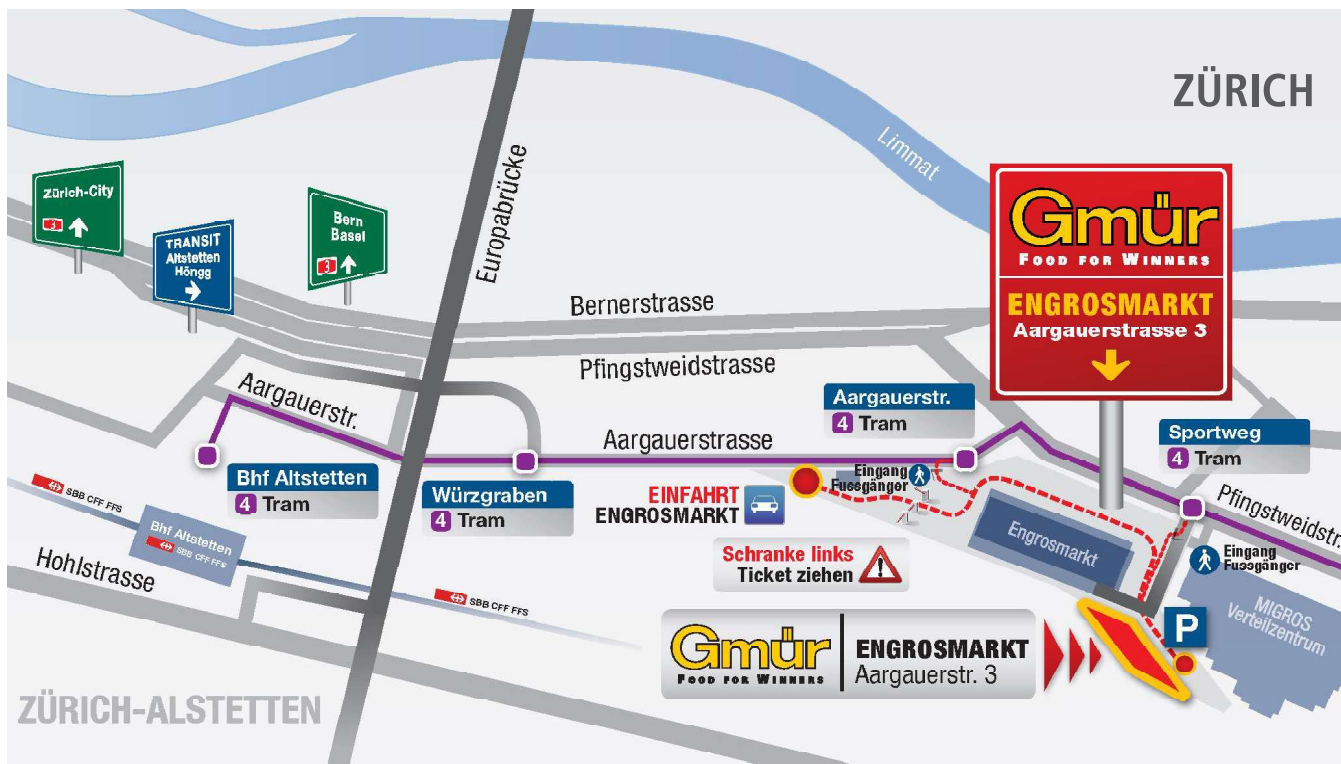 ZÜRICH
Limmat
Europabrücke
Zürich-City
3
TRANSIT
Altstetten
Höngg
Bern
Basel
3
Gmür
FOOD FOR WINNERS
ENGROSMARKT
Aargauerstrasse 3
Bernerstrasse
Pfingstweidstrasse
Aargauerstr.
Aargauerstrasse
Aargauerstr.
4 Tram
Sportweg
4 Tram
Bhf Altstetten
4 Tram
Würzgraben
4 Tram
Eingang
Fussgänger
EINFAHRT
ENGROSMARKT
Pfingstweidstr.
Engrosmarkt
Eingang
Fussgänger
Schranke links
Ticket ziehen
SBB CFF FFS
Bhf Altstetten
SBB CFF FFS
SBB CFF FFS
Hohlstrasse
MIGROS
Verteilzentrum
P
Gmür
FOOD FOR WINNERS
ENGROSMARKT
Aargauerstr. 3
ZÜRICH-ALSTETTEN